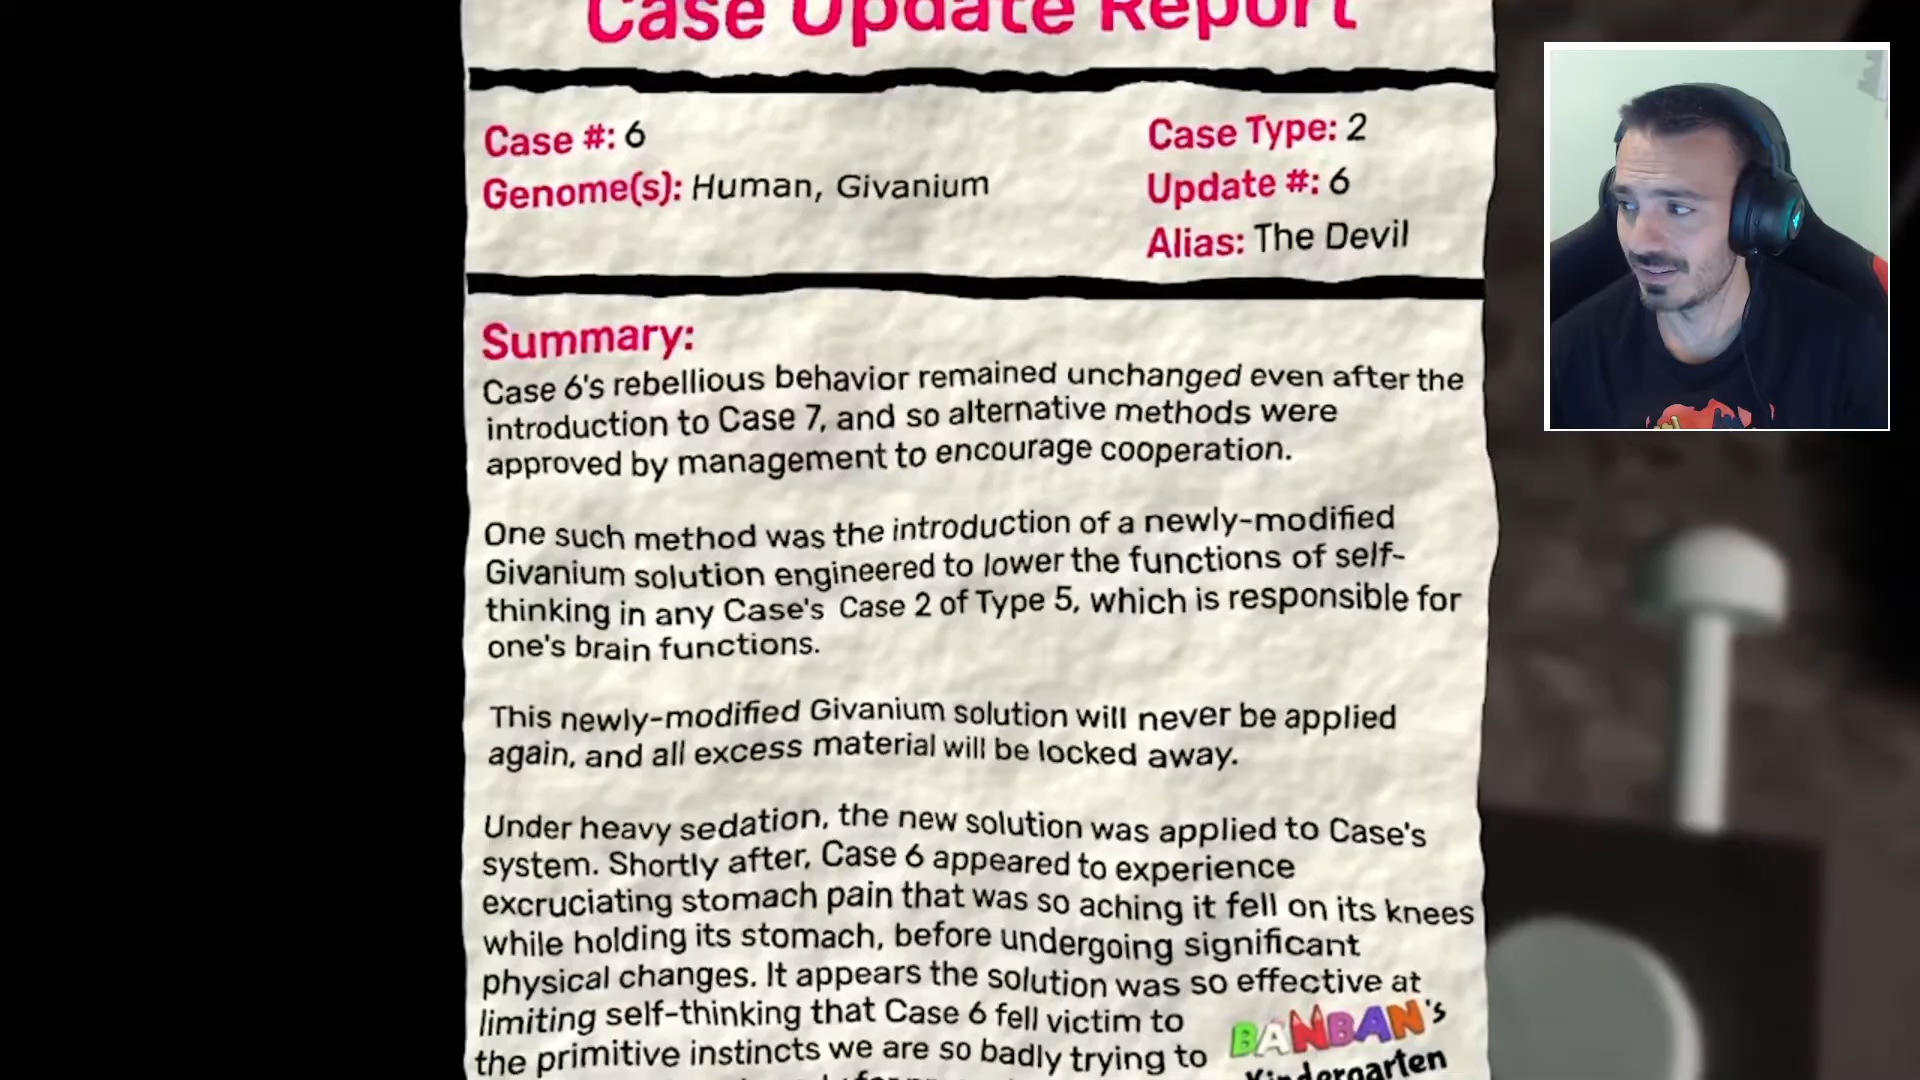 Case Update Report
Case #: 6
Genome(s): Human, Givanium
Case Type: 2
Update #: 6
Alias: The Devil
Summary:
Case 6's rebellious behavior remained unchanged even after the
introduction to Case 7, and so alternative methods were
approved by management to encourage cooperation.
One such method was the introduction of a newly-modified
Givanium solution engineered to lower the functions of self-
thinking in any Case's Case 2 of Type 5, which is responsible for
one's brain functions.
This newly-modified Givanium solution will never be applied
again, and all excess material will be locked away.
Under heavy sedation, the new solution was applied to Case's
system. Shortly after, Case 6 appeared to experience
excruciating stomach pain that was so aching it fell on its knees
while holding its stomach, before undergoing significant
physical changes. It appears the solution was so effective at
limiting self-thinking that Case 6 fell victim to
the primitive instincts we are so badly trying to
BANBAN's
Kindergarten